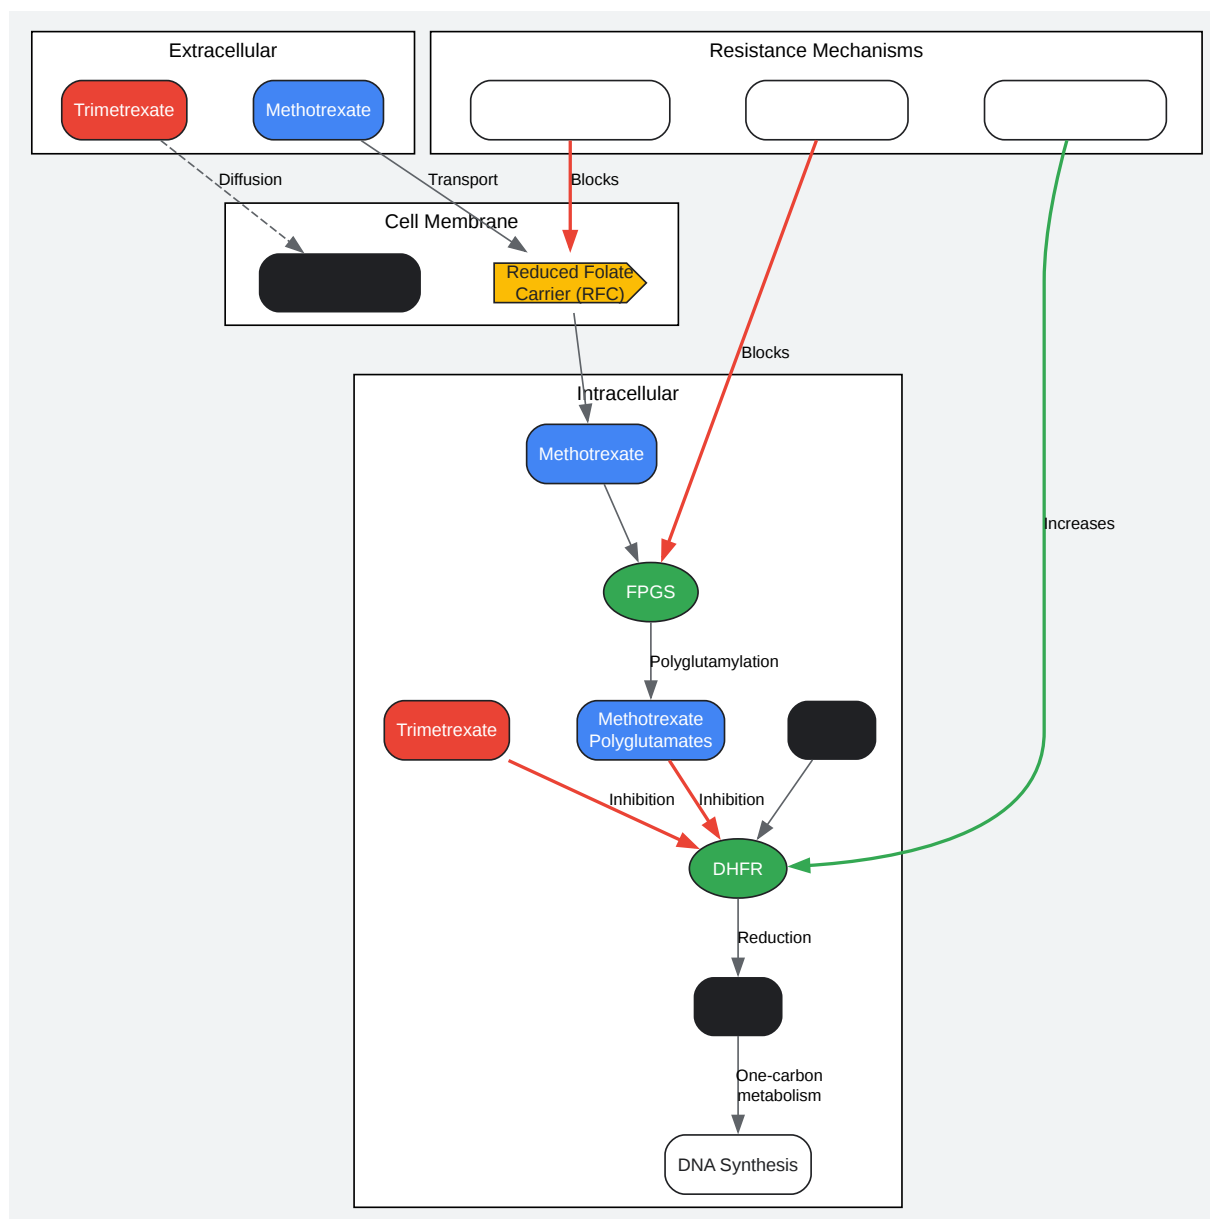 Extracellular
Resistance Mechanisms
Trimetrexate
Methotrexate
Diffusion
Transport
Blocks
Cell Membrane
Reduced Folate
Carrier (RFC)
Blocks
Intracellular
Methotrexate
Increases
FPGS
Polyglutamylation
Trimetrexate
Methotrexate
Polyglutamates
Inhibition
Inhibition
DHFR
Reduction
One-carbon
metabolism
DNA Synthesis